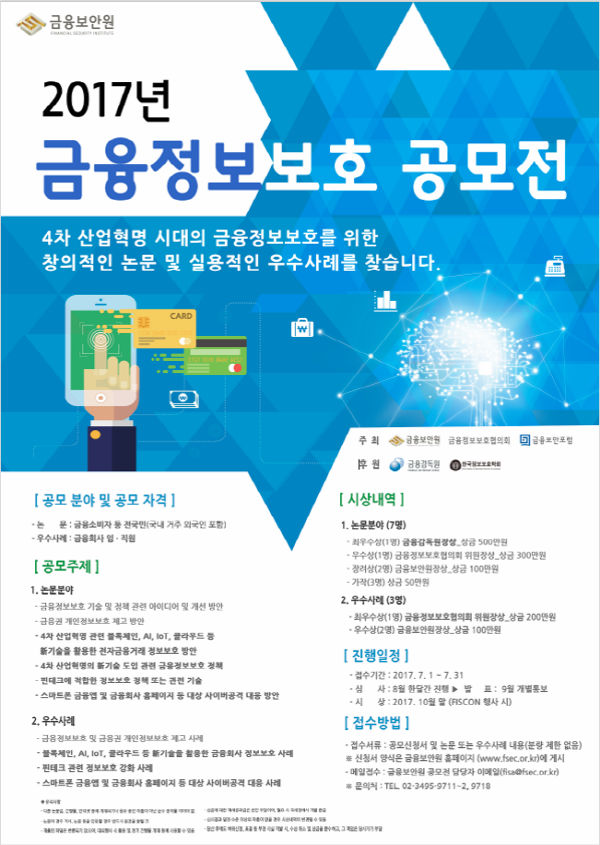 금융보안원
FINANCIAL SECURITY INSTITUTE
2017년
금융정보보호 공모전
4차 산업혁명 시대의 금융정보보호를 위한
창의적인 논문 및 실용적인 우수사례를 찾습니다.
CARD
주 최 금융보안원 금융정보보호협의회 금융보안포럼
후 원 금융감독원 한국정보보호학회
[ 공모 분야 및 공모 자격 ]
- 논 문 : 금융소비자 등 전국민(국내 거주 외국인 포함)
- 우수사례 : 금융회사 임 · 직원
[ 공모주제 ]
1. 논문분야
- 금융정보보호 기술 및 정책 관련 아이디어 및 개선 방안
- 금융권 개인정보보호 제고 방안
- 4차 산업혁명 관련 블록체인, AI, IoT, 클라우드 등
신기술을 활용한 전자금융거래 정보보호 방안
- 4차 산업혁명의 신기술 도입 관련 금융정보보호 정책
- 핀테크에 적합한 정보보호 정책 또는 관련 기술
- 스마트폰 금융앱 및 금융회사 홈페이지 등 대상 사이버공격 대응 방안
2. 우수사례
- 금융정보보호 및 금융권 개인정보보호 제고 사례
- 블록체인, AI, IoT, 클라우드 등 신기술을 활용한 금융회사 정보보호 사례
- 핀테크 관련 정보보호 강화 사례
- 스마트폰 금융앱 및 금융회사 홈페이지 등 대상 사이버공격 대응 사례
[ 시상내역 ]
1. 논문분야 (7명)
- 최우수상(1명) 금융감독원장상_상금 500만원
- 우수상(1명) 금융정보보호협의회 위원장상_상금 300만원
- 장려상(2명) 금융보안원장상_상금 100만원
- 가작(3명) 상금 50만원
2. 우수사례 (3명)
- 최우수상(1명) 금융정보보호협의회 위원장상_상금 200만원
- 우수상(2명) 금융보안원장상_상금 100만원
[ 진행일정 ]
- 접수기간 : 2017. 7. 1 ~ 7. 31
- 심 사 : 8월 한달간 진행 ▶ 발 표 : 9월 개별통보
- 시 상 : 2017. 10월 말 (FISCON 행사 시)
[ 접수방법 ]
- 접수서류 : 공모신청서 및 논문 또는 우수사례 내용(분량 제한 없음)
※ 신청서 양식은 금융보안원 홈페이지 (www.fsec.or.kr)에 게시
- 메일접수 : 금융보안원 공모전 담당자 이메일(fisa@fsec.or.kr)
※ 문의처 : TEL. 02-3495-9711~2, 9718